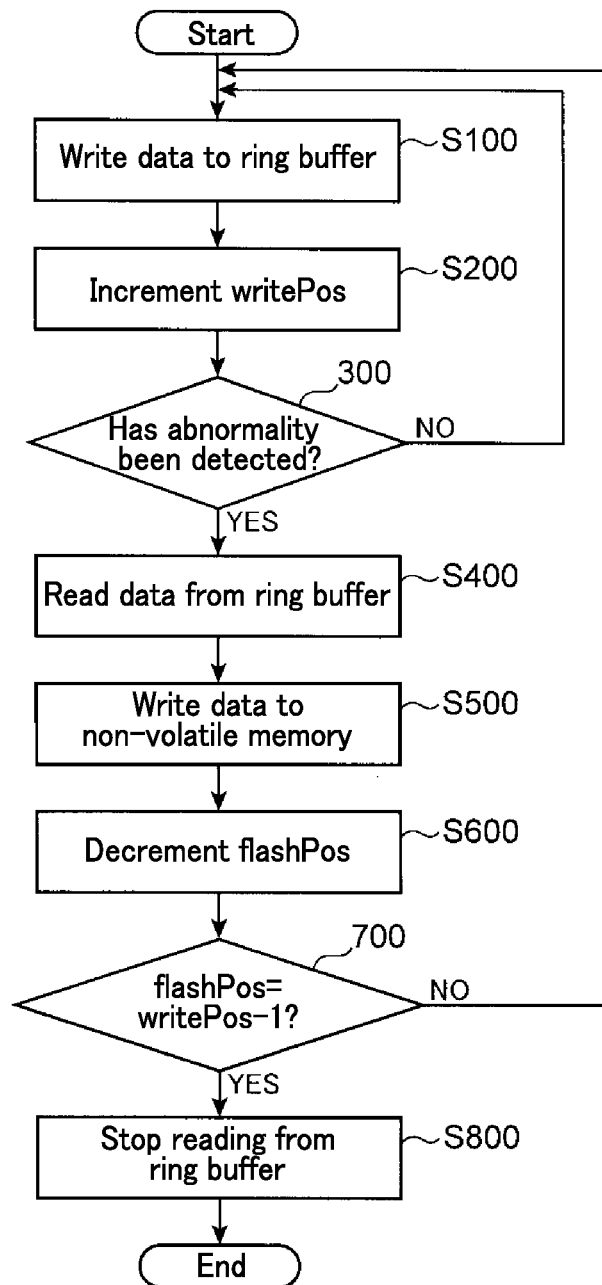 Start
Write data to ring buffer
S100
Increment writePos
S200
300
Has abnormality
been detected?
NO
YES
Read data from ring buffer
S400
Write data to
non-volatile memory
S500
Decrement flashPos
S600
700
flashPos=
writePos-1?
NO
YES
Stop reading from
ring buffer
S800
End